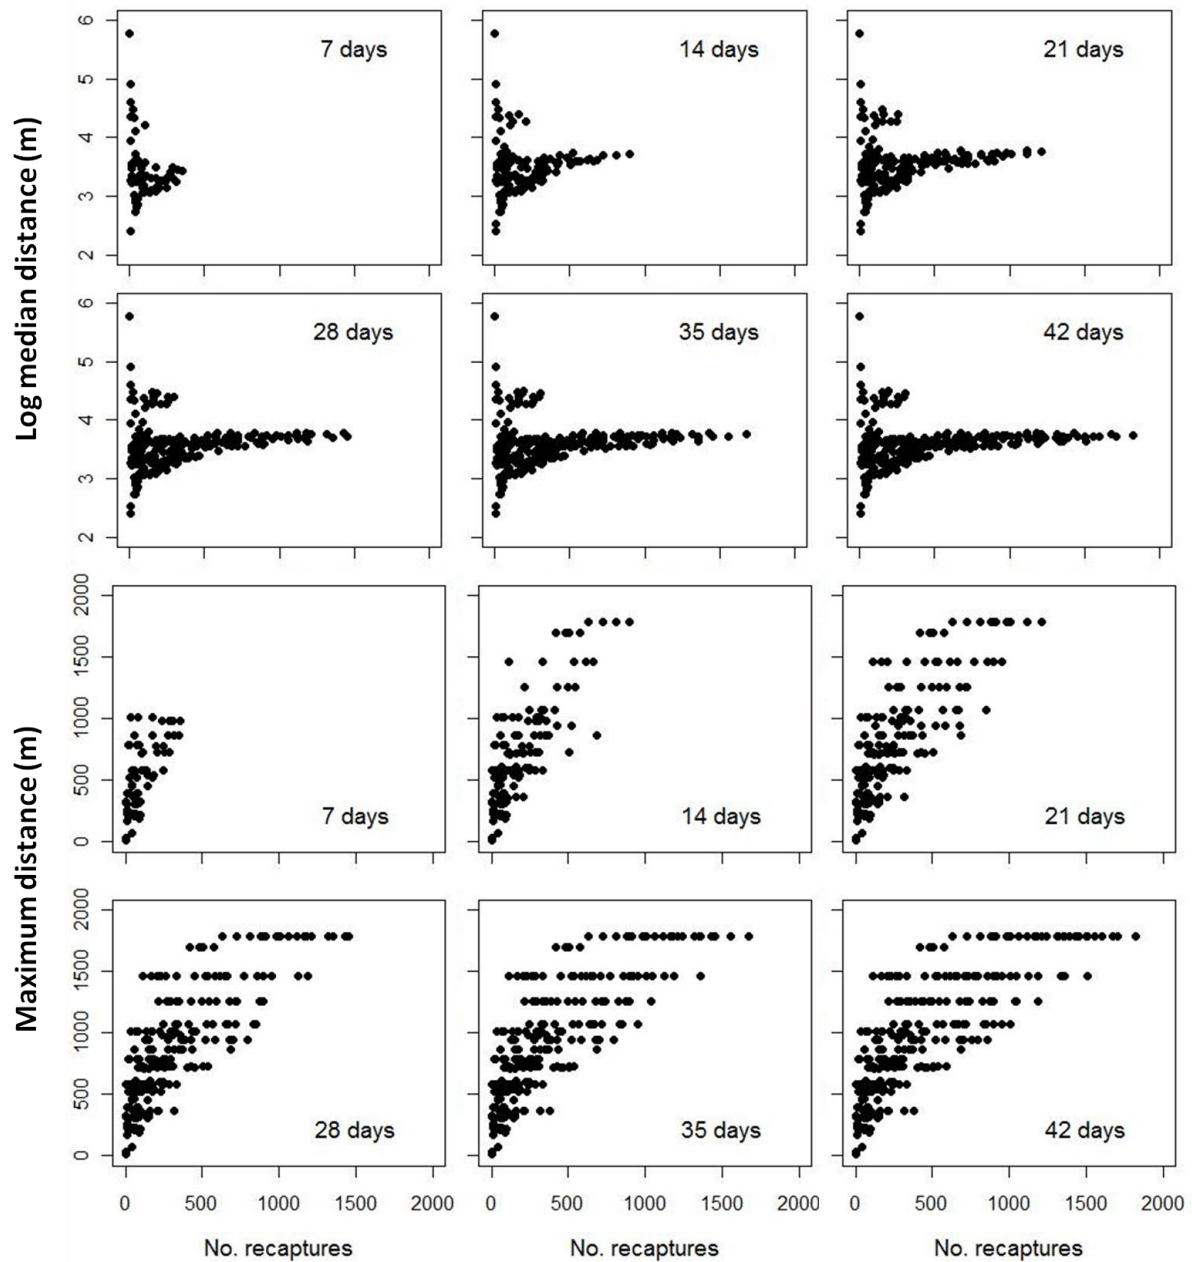 Log median distance (m)
6
5
4
3
2
7 days
14 days
21 days
6
5
4
3
2
28 days
35 days
42 days
Maximum distance (m)
2000
1500
1000
500
0
7 days
14 days
21 days
2000
1500
1000
500
0
28 days
35 days
42 days
0 500 1000 1500 2000 0 500 1000 1500 2000 0 500 1000 1500 2000
No. recaptures No. recaptures No. recaptures